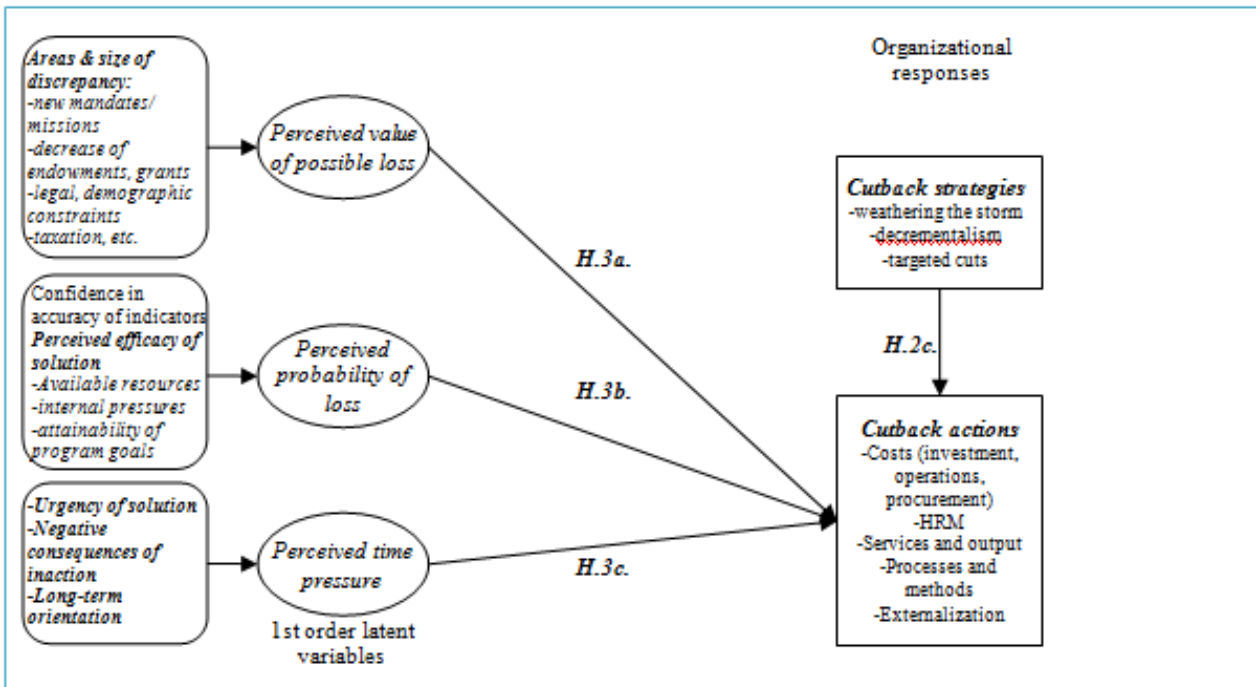 Areas & size of
discrepancy:
-new mandates/
missions
-decrease of
endowments, grants
-legal, demographic
constraints
-taxation, etc.
Perceived value
of possible loss
Confidence in
accuracy of indicators
Perceived efficacy of
solution
-Available resources
-internal pressures
-attainability of
program goals
Perceived
probability of
loss
-Urgency of solution
-Negative
consequences of
inaction
-Long-term
orientation
Perceived time
pressure
1st order latent
variables
H.3a.
H.3b.
H.3c.
Organizational
responses
Cutback strategies
-weathering the storm
-decrementalism
-targeted cuts
H.2c.
Cutback actions
-Costs (investment,
operations,
procurement)
-HRM
-Services and output
-Processes and
methods
-Externalization